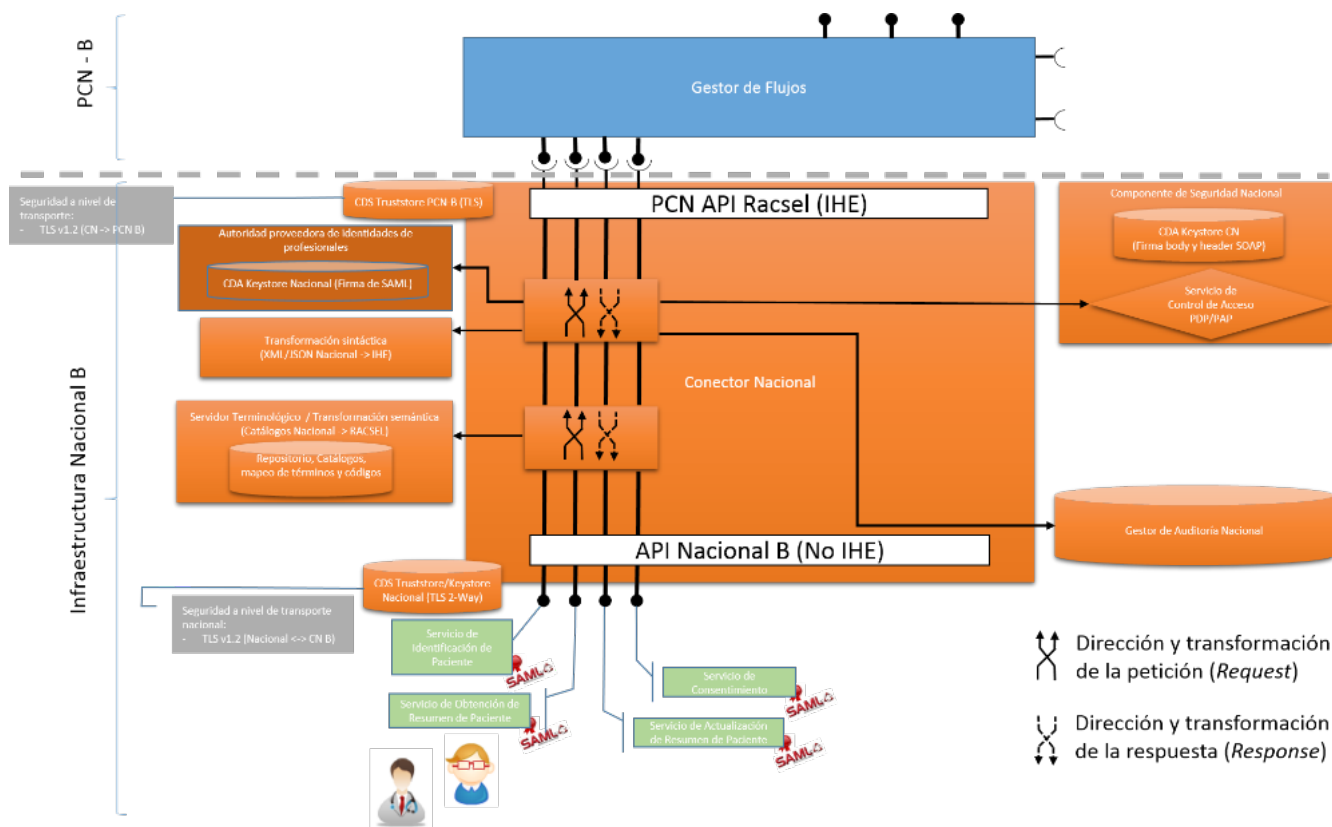 PCN - B
Gestor de Flujos
Seguridad a nivel de
transporte:
- TLS v1.2 (CN -> PCN B)
CDS Truststore PCN-B (TLS)
PCN API Racsel (IHE)
Componente de Seguridad Nacional
CDA Keystore CN
(Firma body y header SOAP)
Servicio de
Control de Acceso
PDP/PAP
Autoridad proveedora de identidades de
profesionales
CDA Keystore Nacional (Firma de SAML)
Transformación sintáctica
(XML/JSON Nacional -> IHE)
Conector Nacional
Servidor Terminológico / Transformación semántica
(Catálogos Nacional -> RACSEL)
Repositorio, Catálogos,
mapeo de términos y códigos
Infraestructura Nacional B
Gestor de Auditoría Nacional
API Nacional B (No IHE)
CDS Truststore/Keystore
Nacional (TLS 2-Way)
Seguridad a nivel de transporte
nacional:
- TLS v1.2 (Nacional <-> CN B)
Servicio de
Identificación de
Paciente
SAML
Servicio de
Consentimiento
SAML
Servicio de Obtención de
Resumen de Paciente
SAML
Servicio de Actualización
de Resumen de Paciente
SAML
Dirección y transformación
de la petición (Request)
Dirección y transformación
de la respuesta (Response)